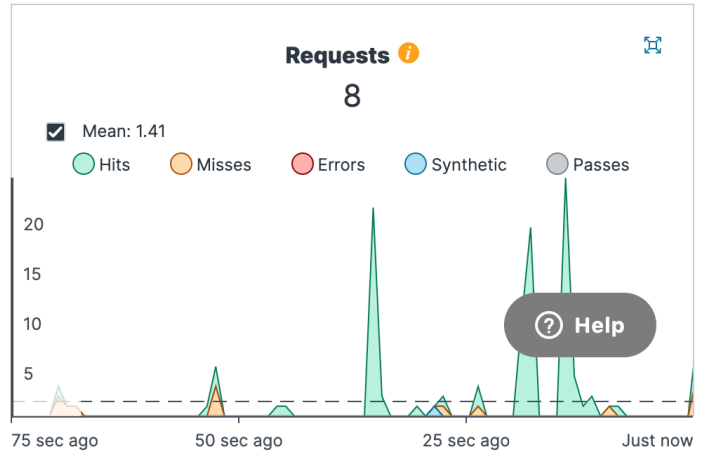 Requests i
8
Mean: 1.41
Hits Misses Errors Synthetic Passes
20
15
10
5
? Help
75 sec ago 50 sec ago 25 sec ago Just now